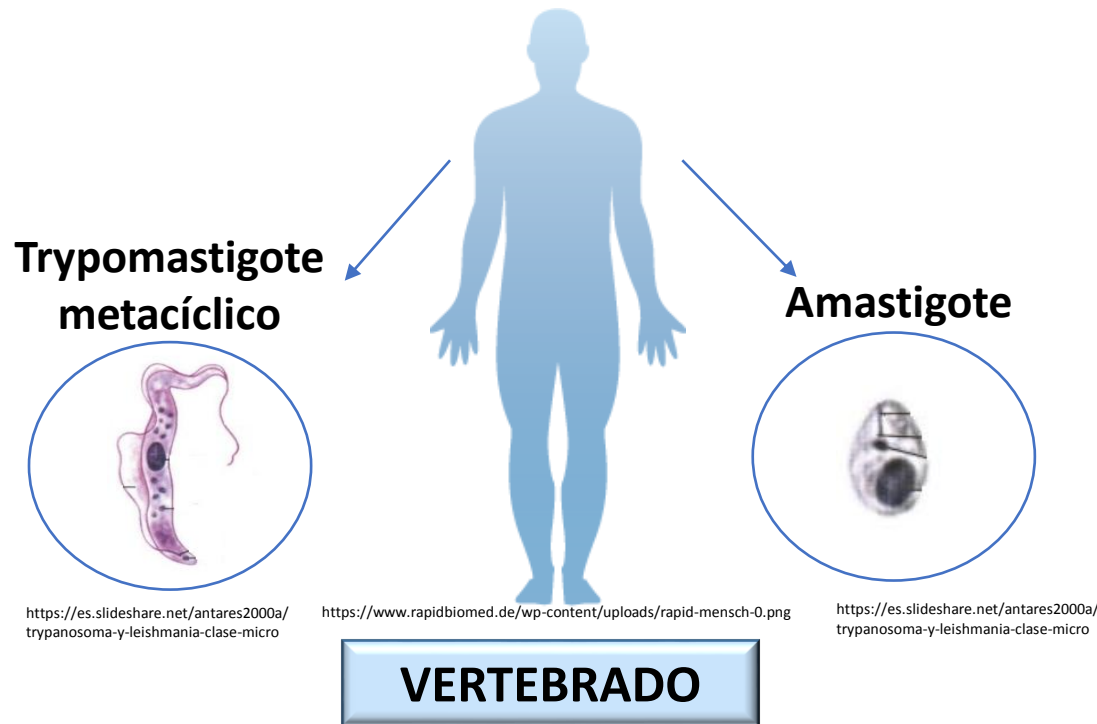 Trypomastigote
metacíclico
Amastigote
https://es.slideshare.net/antares2000a/
trypanosoma-y-leishmania-clase-micro
https://www.rapidbiomed.de/wp-content/uploads/rapid-mensch-0.png
https://es.slideshare.net/antares2000a/
trypanosoma-y-leishmania-clase-micro
VERTEBRADO